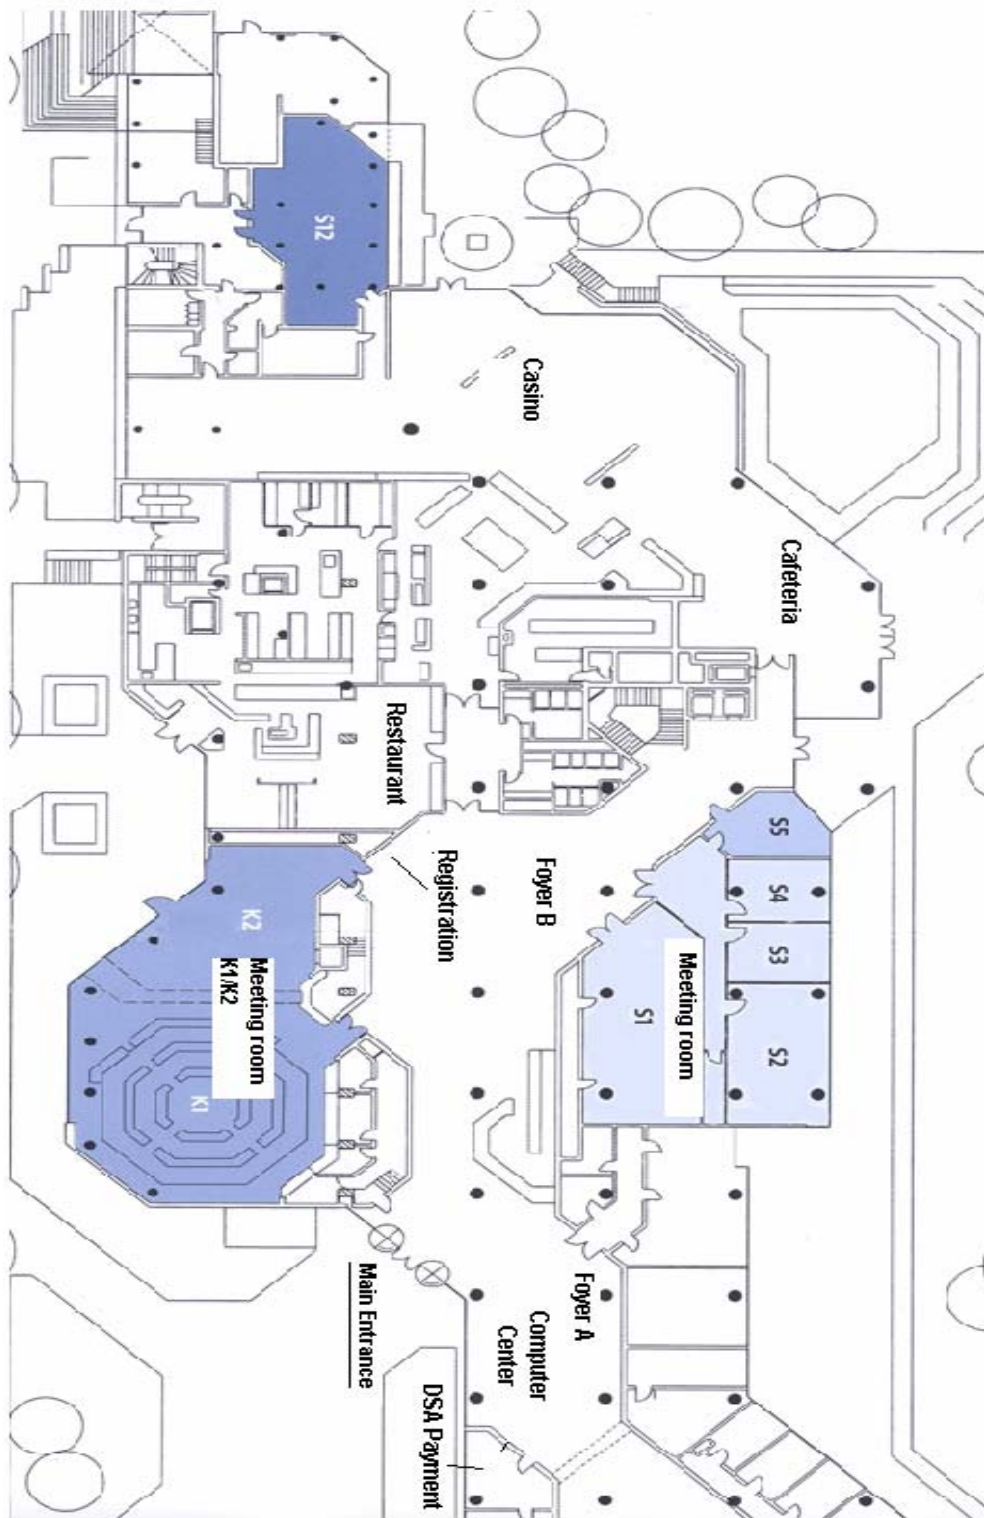 S12
Casino
Cafeteria
Restaurant
Registration
Foyer B
S5
S4
S3
S2
S1
Meeting room
K2
Meeting room
K1/K2
K1
Main Entrance
Foyer A
Computer
Center
DSA Payment